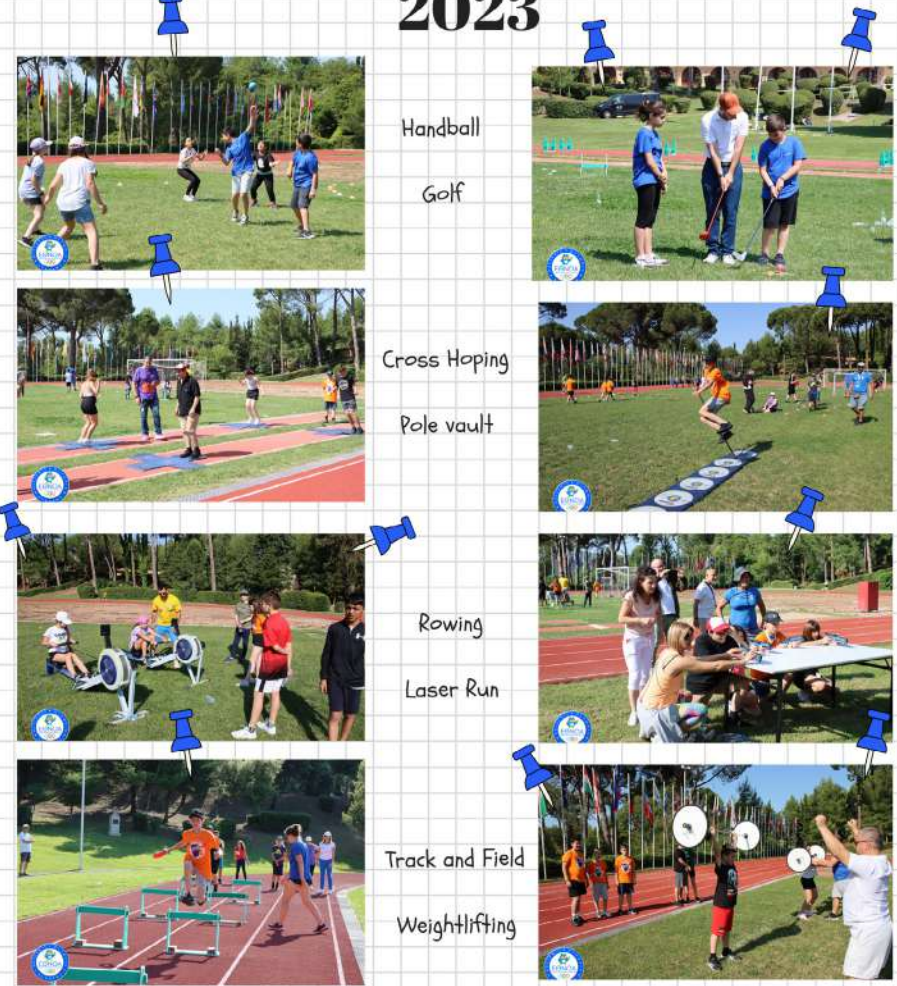 2023
Handball
Golf
Cross Hoping
Pole vault
Rowing
Laser Run
Track and Field
Weightlifting